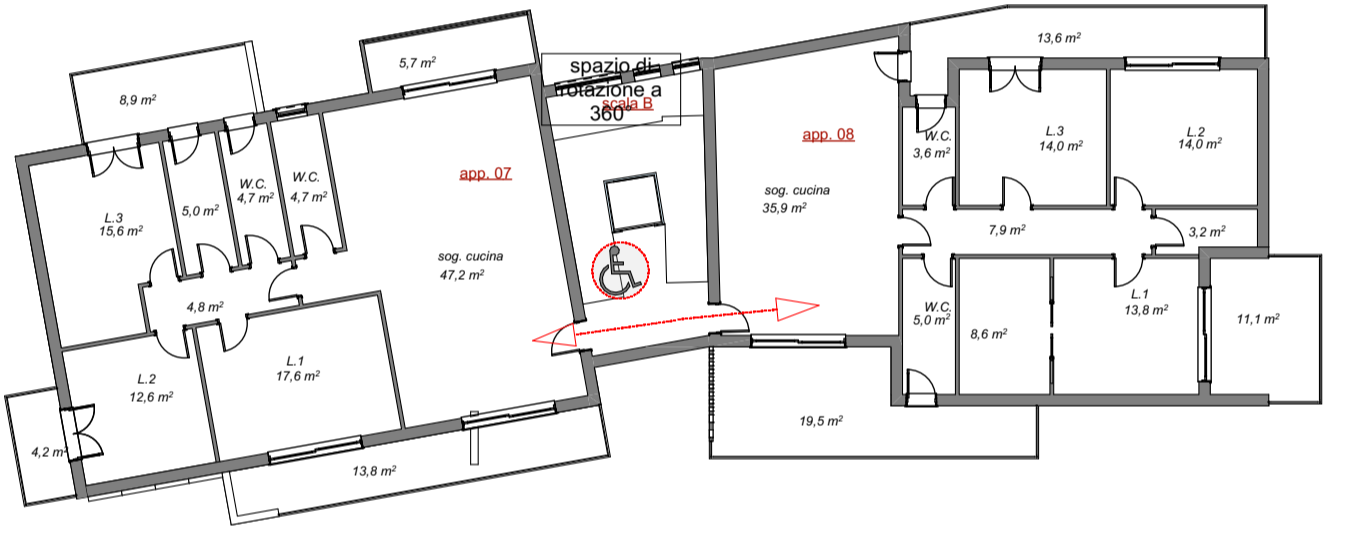 8,9 m²
5,7 m²
L.3
15,6 m²
5,0 m²
W.C.
4,7 m²
W.C.
4,7 m²
app. 07
sog. cucina
47,2 m²
4,8 m²
L.2
12,6 m²
L.1
17,6 m²
4,2 m²
13,8 m²
spazio di
rotazione a
360°
scala B
app. 08
sog. cucina
35,9 m²
13,6 m²
W.C.
3,6 m²
L.3
14,0 m²
L.2
14,0 m²
7,9 m²
3,2 m²
W.C.
5,0 m²
8,6 m²
L.1
13,8 m²
11,1 m²
19,5 m²